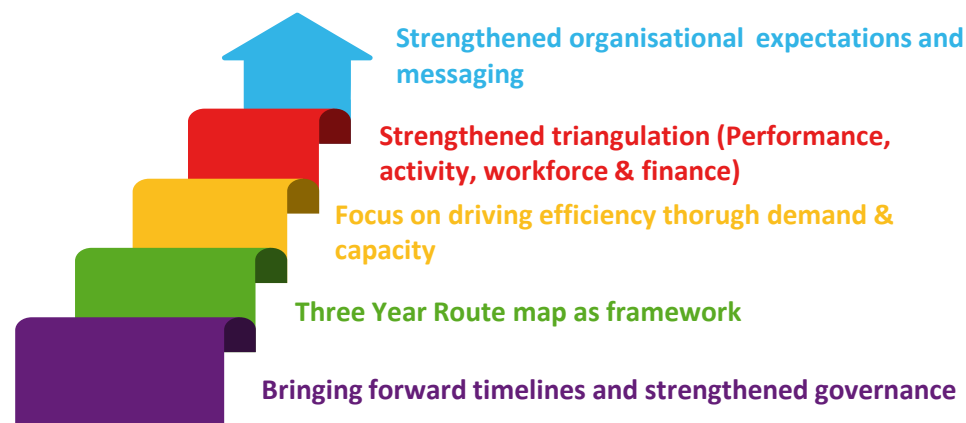 Strengthened organisational expectations and
messaging
Strengthened triangulation (Performance,
activity, workforce & finance)
Focus on driving efficiency thorugh demand &
capacity
Three Year Route map as framework
Bringing forward timelines and strengthened governance